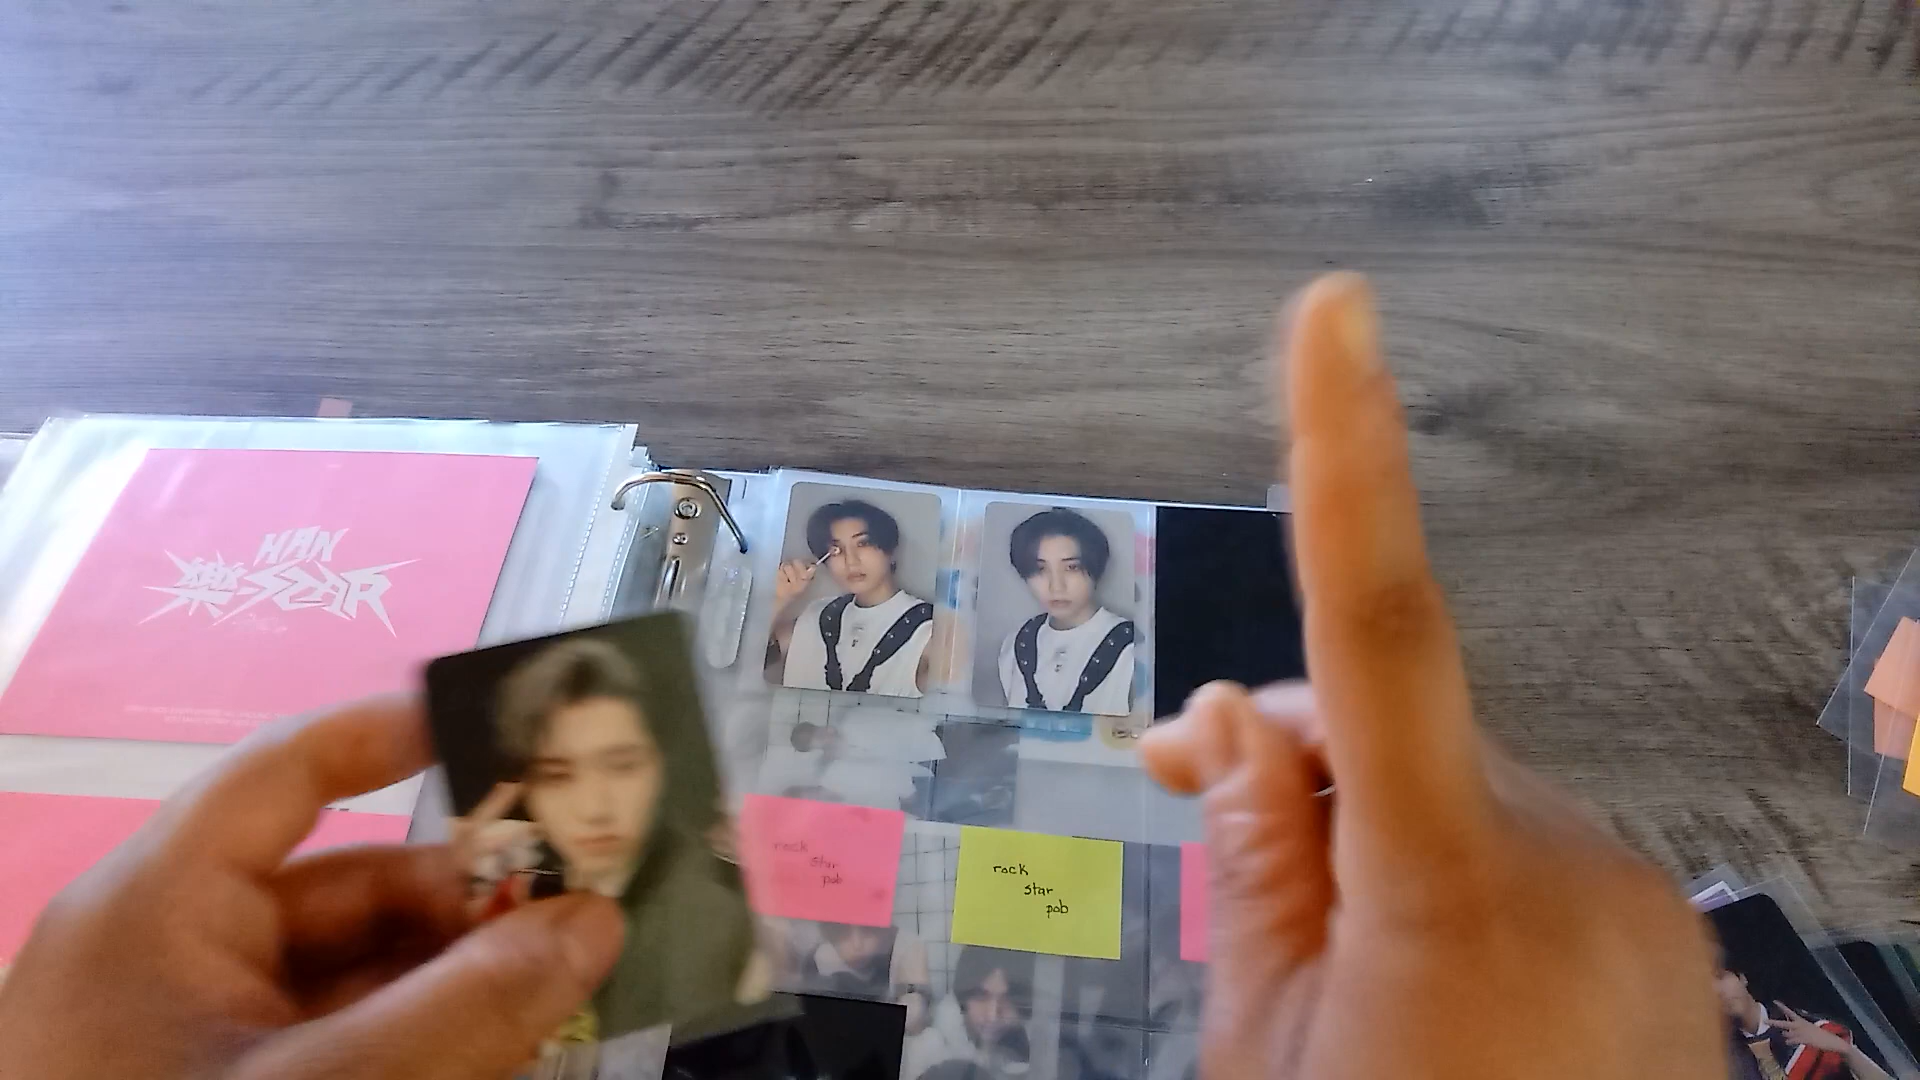 HAN
樂-STAR
rock
star
pob
rock
star
pob